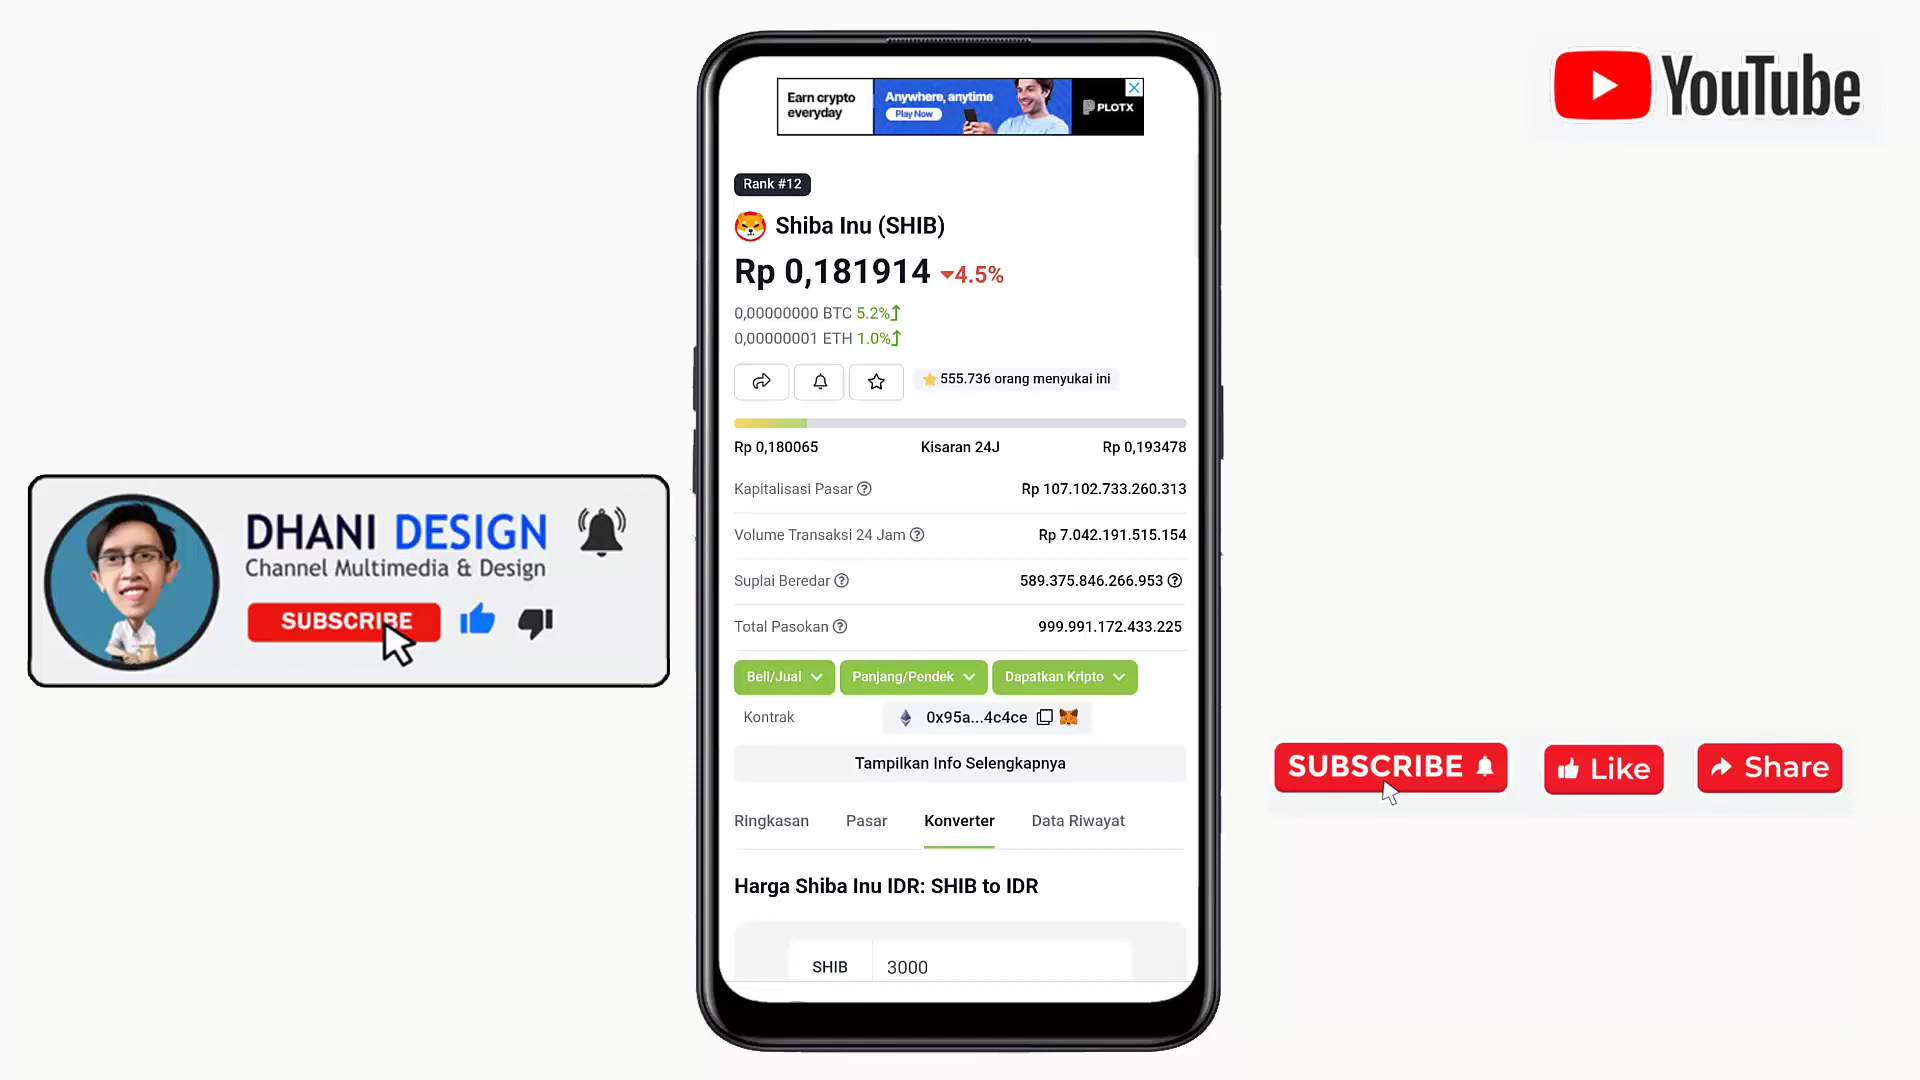 YouTube
Earn crypto everyday
Anywhere, anytime
Play Now
PLOTX
Rank #12
Shiba Inu (SHIB)
Rp 0,181914 4.5%
0,00000000 BTC 5.2%
0,00000001 ETH 1.0%
555.736 orang menyukai ini
Rp 0,180065 Kisaran 24J Rp 0,193478
Kapitalisasi Pasar Rp 107.102.733.260.313
Volume Transaksi 24 Jam Rp 7.042.191.515.154
Suplai Beredar 589.375.846.266.953
Total Pasokan 999.991.172.433.225
Beli/Jual Panjang/Pendek Dapatkan Kripto
Kontrak 0x95a...4c4ce
Tampilkan Info Selengkapnya
Ringkasan Pasar Konverter Data Riwayat
Harga Shiba Inu IDR: SHIB to IDR
SHIB 3000
DHANI DESIGN
Channel Multimedia & Design
SUBSCRIBE
SUBSCRIBE Like Share